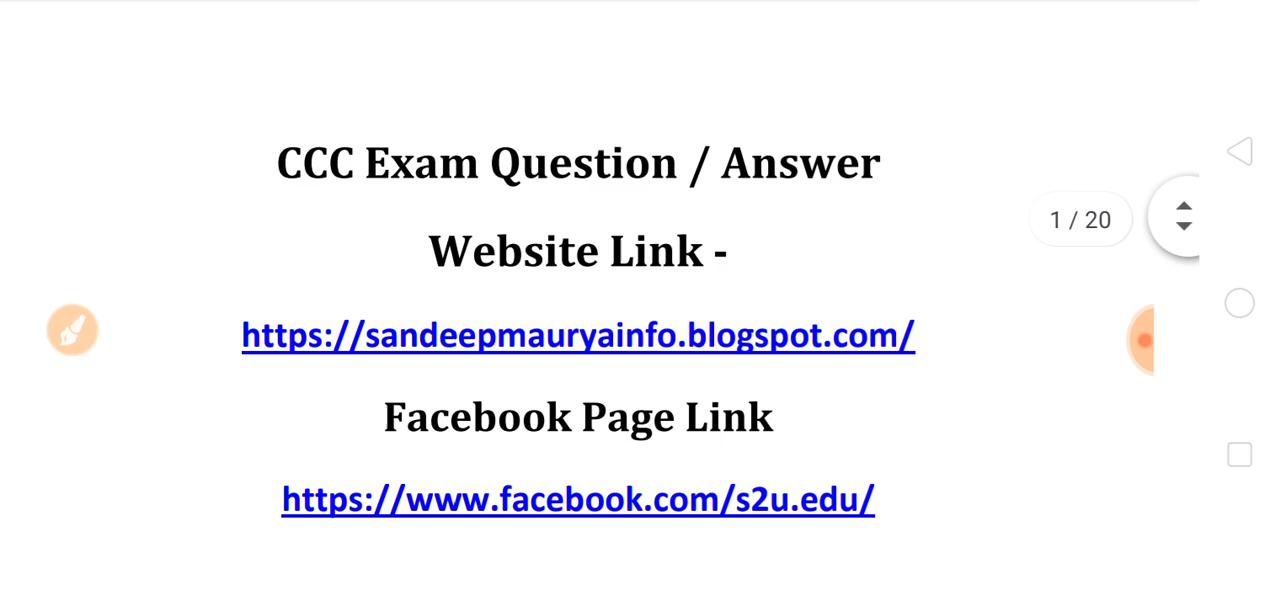 CCC Exam Question / Answer
Website Link -
1 / 20
https://sandeepmauryainfo.blogspot.com/
Facebook Page Link
https://www.facebook.com/s2u.edu/